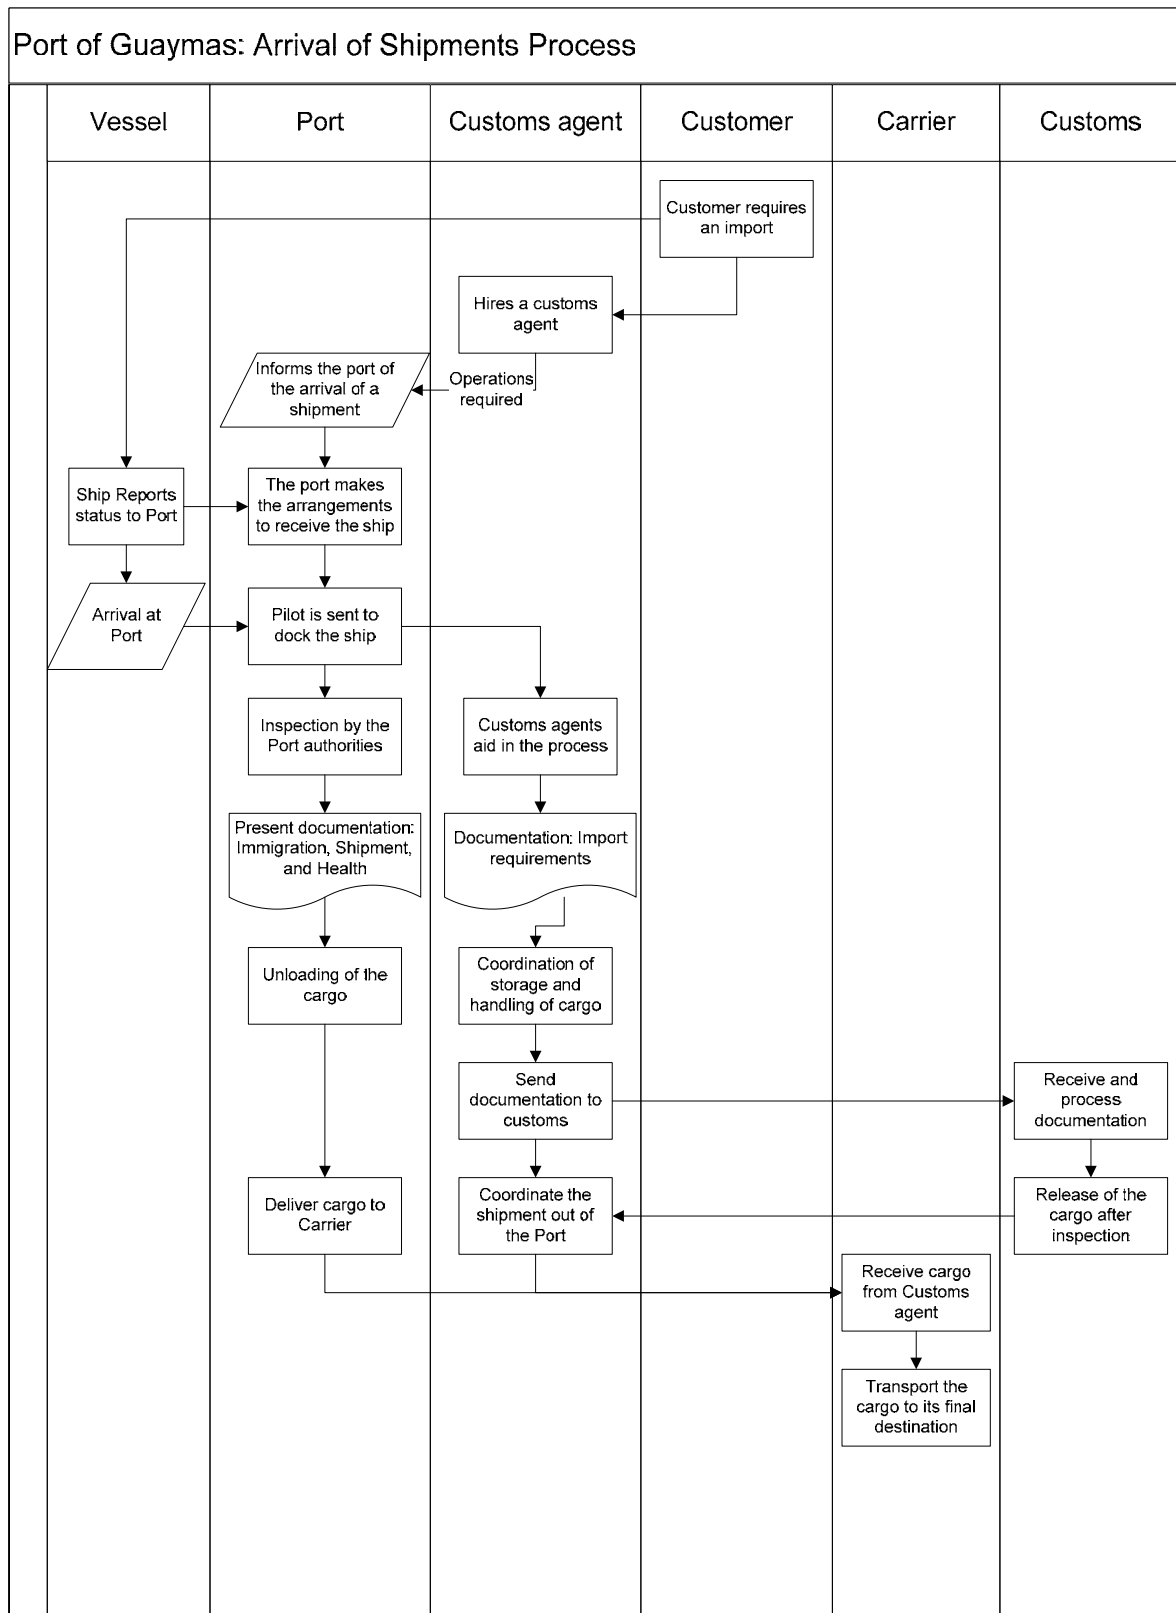 Port of Guaymas: Arrival of Shipments Process
Vessel
Port
Customs agent
Customer
Carrier
Customs
Customer requires
an import
Hires a customs
agent
Operations
required
Informs the port of
the arrival of a
shipment
Ship Reports
status to Port
The port makes
the arrangements
to receive the ship
Arrival at
Port
Pilot is sent to
dock the ship
Inspection by the
Port authorities
Customs agents
aid in the process
Present documentation:
Immigration, Shipment,
and Health
Documentation: Import
requirements
Unloading of the
cargo
Coordination of
storage and
handling of cargo
Send
documentation to
customs
Receive and
process
documentation
Deliver cargo to
Carrier
Coordinate the
shipment out of
the Port
Release of the
cargo after
inspection
Receive cargo
from Customs
agent
Transport the
cargo to its final
destination